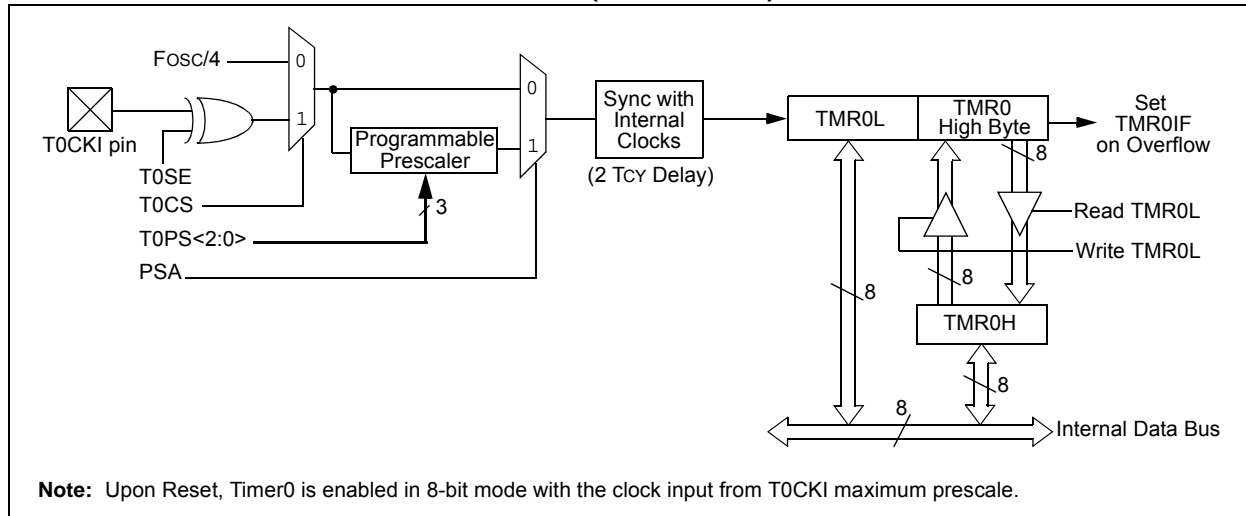 FOSC/4
0
1
T0CKI pin
T0SE
T0CS
T0PS<2:0>
PSA
Programmable
Prescaler
3
0
1
Sync with
Internal
Clocks
(2 TCY Delay)
TMR0L
TMR0
High Byte
Set
TMR0IF
on Overflow
8
Read TMR0L
Write TMR0L
8
8
TMR0H
8
8
Internal Data Bus
Note: Upon Reset, Timer0 is enabled in 8-bit mode with the clock input from T0CKI maximum prescale.